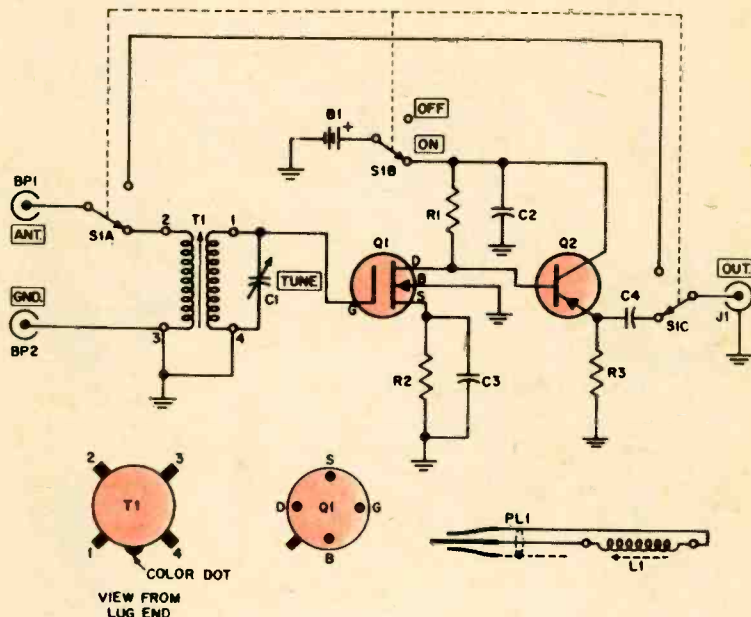 OFF
B1
+
ON
S1B
BP1
ANT.
S1A
2
T1
1
R1
C2
Q1
Q2
D
B
S
G
C1
TUNE
C4
OUT.
S1C
J1
GND.
BP2
3
4
R2
C3
R3
2
3
T1
1
4
COLOR DOT
VIEW FROM
LUG END
S
D
Q1
G
B
PL1
L1